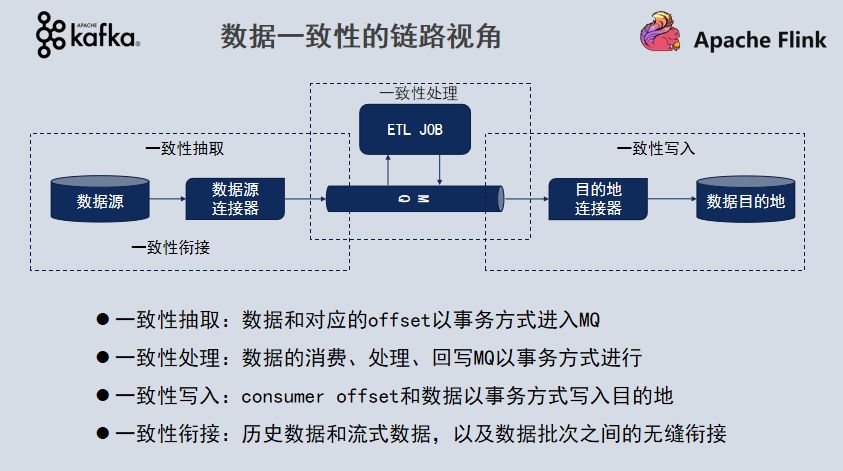 APACHE
kafka®
数据一致性的链路视角
Apache Flink
一致性处理
ETL JOB
一致性抽取
一致性写入
数据源
数据源
连接器
MQ
目的地
连接器
数据目的地
一致性衔接
●一致性抽取：数据和对应的offset以事务方式进入MQ
●一致性处理：数据的消费、处理、回写MQ以事务方式进行
●一致性写入：consumer offset和数据以事务方式写入目的地
●一致性衔接：历史数据和流式数据，以及数据批次之间的无缝衔接